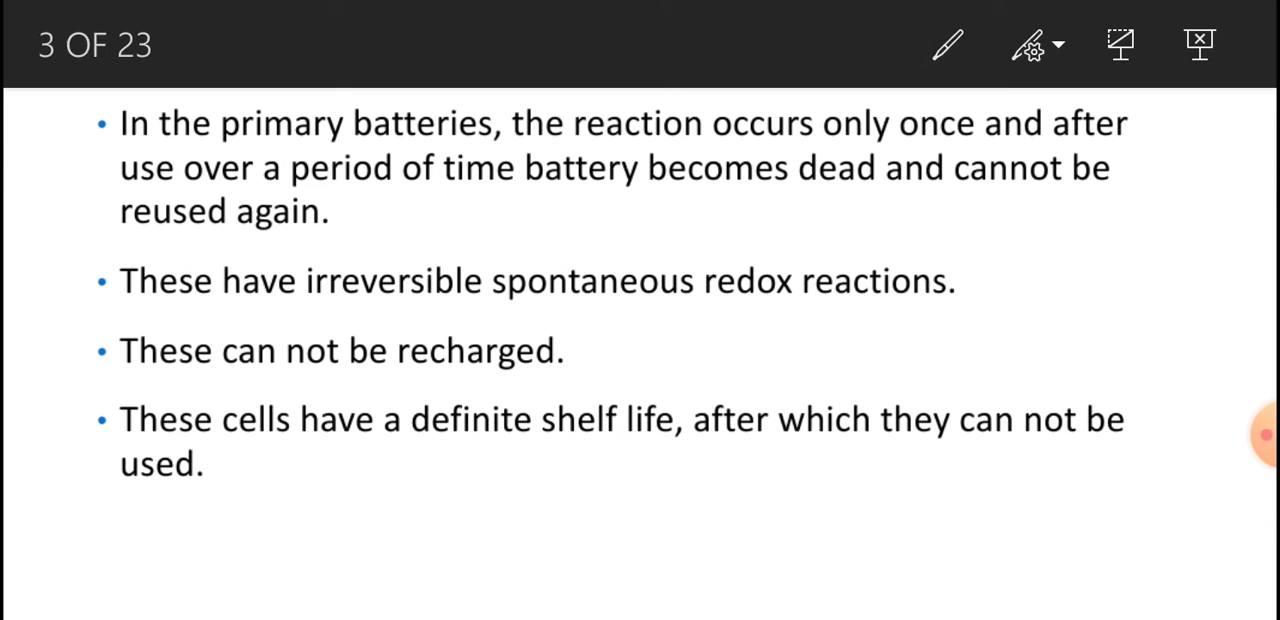 3 OF 23
• In the primary batteries, the reaction occurs only once and after
use over a period of time battery becomes dead and cannot be
reused again.
• These have irreversible spontaneous redox reactions.
• These can not be recharged.
• These cells have a definite shelf life, after which they can not be
used.